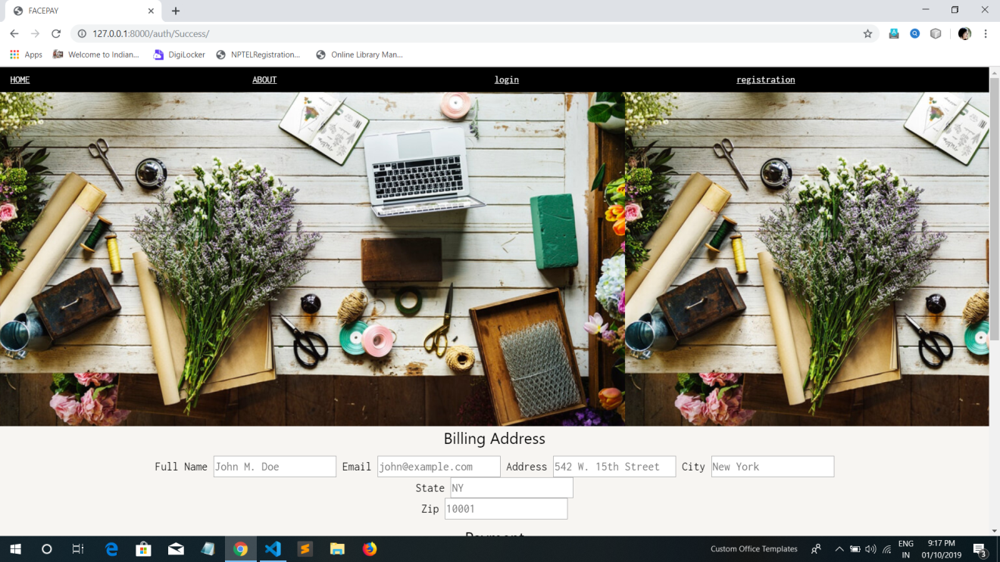 FACEPAY
127.0.0.1:8000/auth/Success/
Apps Welcome to Indian... DigiLocker NPTELRegistration... Online Library Man...
HOME ABOUT login registration
Billing Address
Full Name John M. Doe Email john@example.com Address 542 W. 15th Street City New York
State NY
Zip 10001
Payment
Custom Office Templates
ENG
IN
9:17 PM
01/10/2019
3